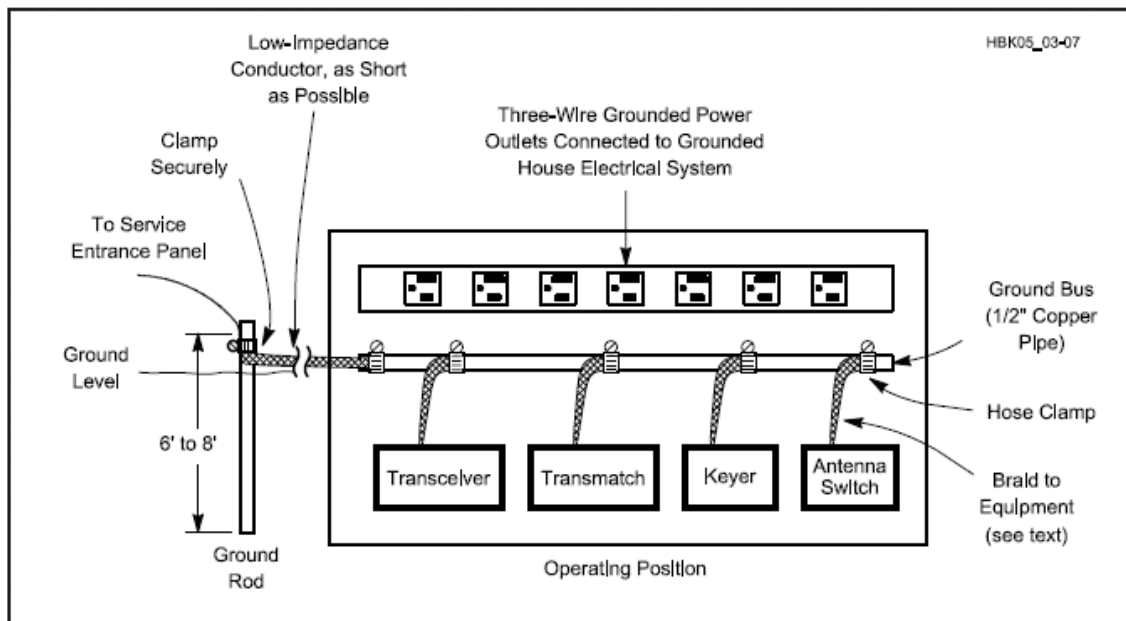 HBK05_03-07
Low-Impedance
Conductor, as Short
as Possible
Clamp
Securely
To Service
Entrance Panel
Three-Wire Grounded Power
Outlets Connected to Grounded
House Electrical System
Ground
Level
6' to 8'
Ground
Rod
Ground Bus
(1/2" Copper
Pipe)
Hose Clamp
Transceiver
Transmatch
Keyer
Antenna
Switch
Braid to
Equipment
(see text)
Operating Position